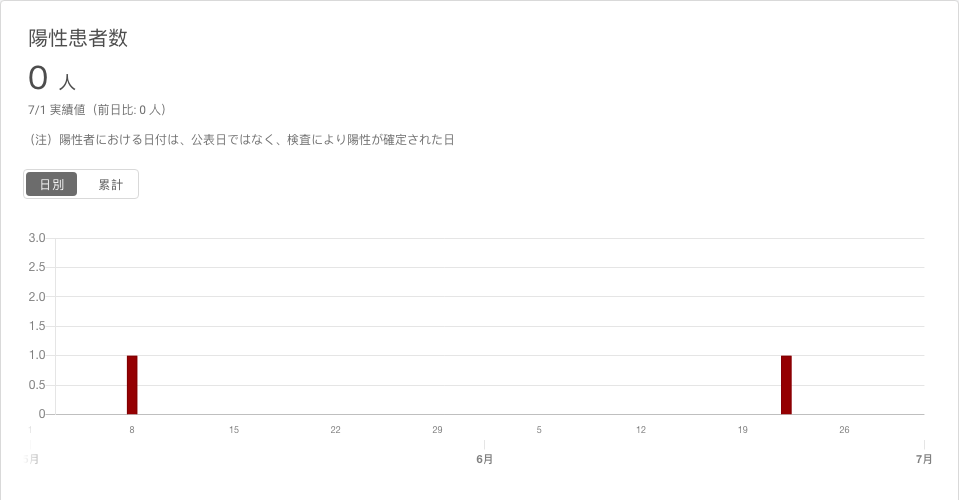 陽性患者数
0 人
7/1 実績値（前日比: 0 人）
（注）陽性者における日付は、公表日ではなく、検査により陽性が確定された日
日別 累計
3.0
2.5
2.0
1.5
1.0
0.5
0
1 8 15 22 29 5 12 19 26
月 6月 7月